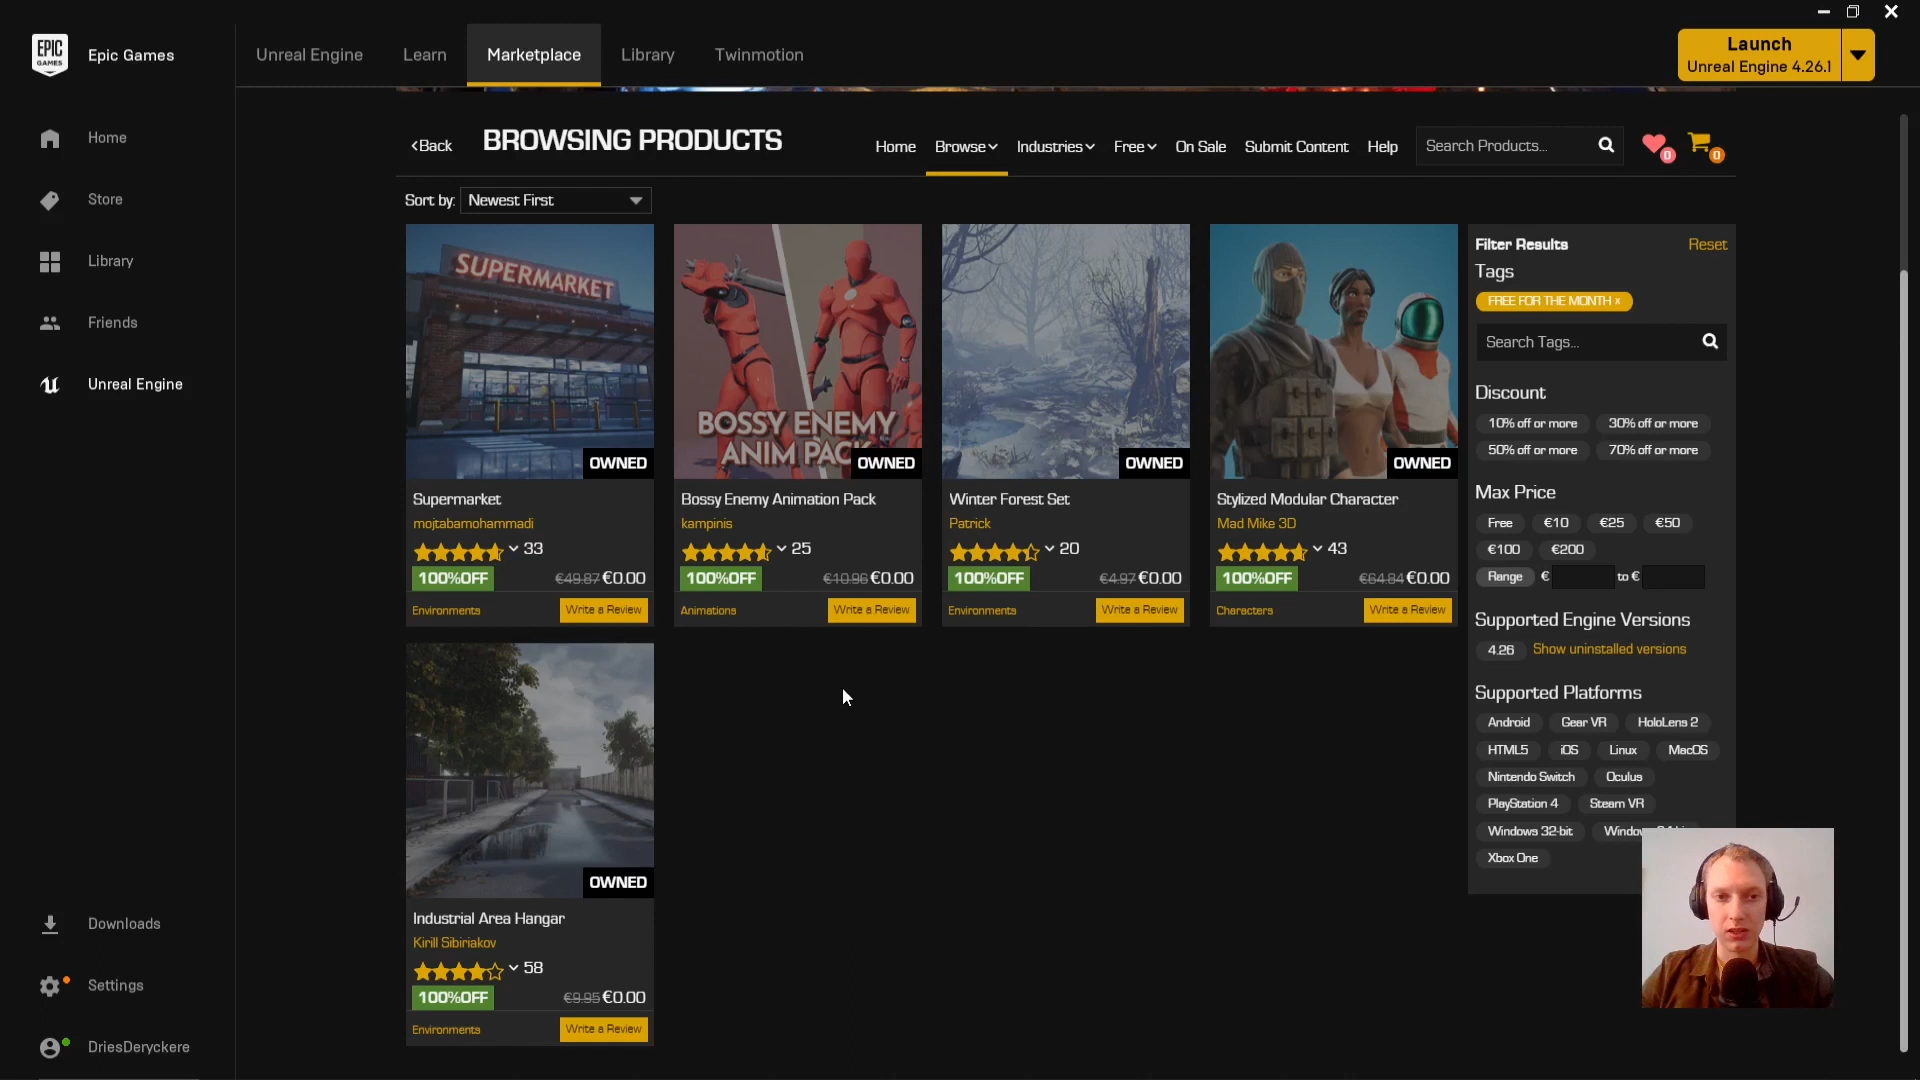 EPIC
GAMES
Epic Games
Unreal Engine
Learn
Marketplace
Library
Twinmotion
Launch
Unreal Engine 4.26.1
Home
Store
Library
Friends
Unreal Engine
Downloads
Settings
DriesDeryckere
<Back
BROWSING PRODUCTS
Home
Browse
Industries
Free
On Sale
Submit Content
Help
Search Products...
0
0
Sort by:
Newest First
SUPERMARKET
OWNED
Supermarket
mojtabamohammadi
33
100%OFF
€49.87 €0.00
Environments
Write a Review
BOSSY ENEMY
ANIM PAC
OWNED
Bossy Enemy Animation Pack
kampinis
25
100%OFF
€10.96 €0.00
Animations
Write a Review
OWNED
Winter Forest Set
Patrick
20
100%OFF
€4.97 €0.00
Environments
Write a Review
OWNED
Stylized Modular Character
Mad Mike 3D
43
100%OFF
€64.84 €0.00
Characters
Write a Review
OWNED
Industrial Area Hangar
Kirill Sibiriakov
58
100%OFF
€9.95 €0.00
Environments
Write a Review
Filter Results
Reset
Tags
FREE FOR THE MONTH ×
Search Tags...
Discount
10% off or more
30% off or more
50% off or more
70% off or more
Max Price
Free
€10
€25
€50
€100
€200
Range
€
to €
Supported Engine Versions
4.26
Show uninstalled versions
Supported Platforms
Android
Gear VR
HoloLens 2
HTML5
iOS
Linux
MacOS
Nintendo Switch
Oculus
PlayStation 4
Steam VR
Windows 32-bit
Xbox One